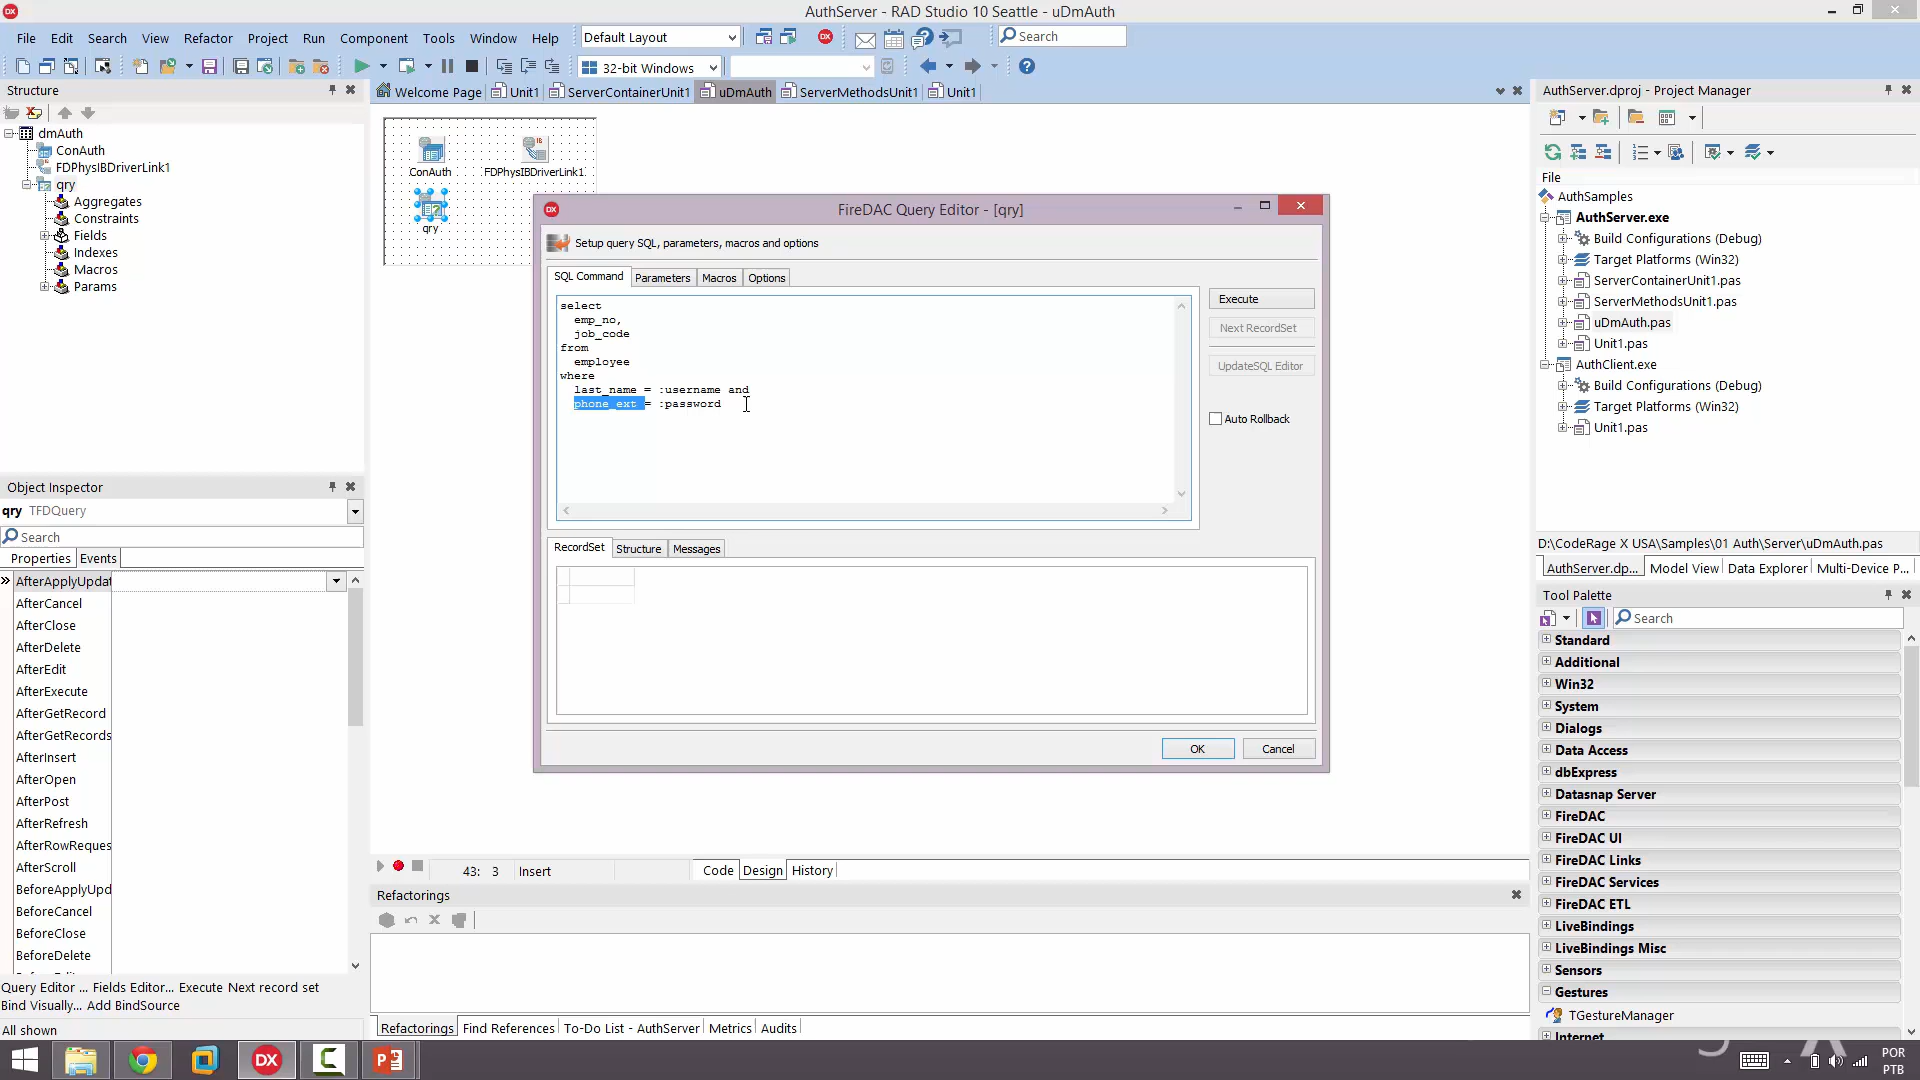 AuthServer - RAD Studio 10 Seattle - uDmAuth
File Edit Search View Refactor Project Run Component Tools Window Help Default Layout Search
32-bit Windows
Structure
dmAuth
ConAuth
FDPhysIBDriverLink1
qry
Aggregates
Constraints
Fields
Indexes
Macros
Params
Object Inspector
qry TFDQuery
Search
Properties Events
AfterApplyUpdat
AfterCancel
AfterClose
AfterDelete
AfterEdit
AfterExecute
AfterGetRecord
AfterGetRecords
AfterInsert
AfterOpen
AfterPost
AfterRefresh
AfterRowReques
AfterScroll
BeforeApplyUpd
BeforeCancel
BeforeClose
BeforeDelete
Query Editor ... Fields Editor... Execute Next record set
Bind Visually... Add BindSource
All shown
Welcome Page Unit1 ServerContainerUnit1 uDmAuth ServerMethodsUnit1 Unit1
ConAuth FDPhysIBDriverLink1
qry
FireDAC Query Editor - [qry]
Setup query SQL, parameters, macros and options
SQL Command Parameters Macros Options
select
emp_no,
job_code
from
employee
where
last_name = :username and
phone_ext = :password
Execute
Next RecordSet
UpdateSQL Editor
Auto Rollback
RecordSet Structure Messages
OK Cancel
43: 3 Insert Code Design History
Refactorings
Refactorings Find References To-Do List - AuthServer Metrics Audits
AuthServer.dproj - Project Manager
File
AuthSamples
AuthServer.exe
Build Configurations (Debug)
Target Platforms (Win32)
ServerContainerUnit1.pas
ServerMethodsUnit1.pas
uDmAuth.pas
Unit1.pas
AuthClient.exe
Build Configurations (Debug)
Target Platforms (Win32)
Unit1.pas
D:\CodeRage X USA\Samples\01 Auth\Server\uDmAuth.pas
AuthServer.dp... Model View Data Explorer Multi-Device P...
Tool Palette
Search
Standard
Additional
Win32
System
Dialogs
Data Access
dbExpress
Datasnap Server
FireDAC
FireDAC UI
FireDAC Links
FireDAC Services
FireDAC ETL
LiveBindings
LiveBindings Misc
Sensors
Gestures
TGestureManager
Internet
POR
PTB